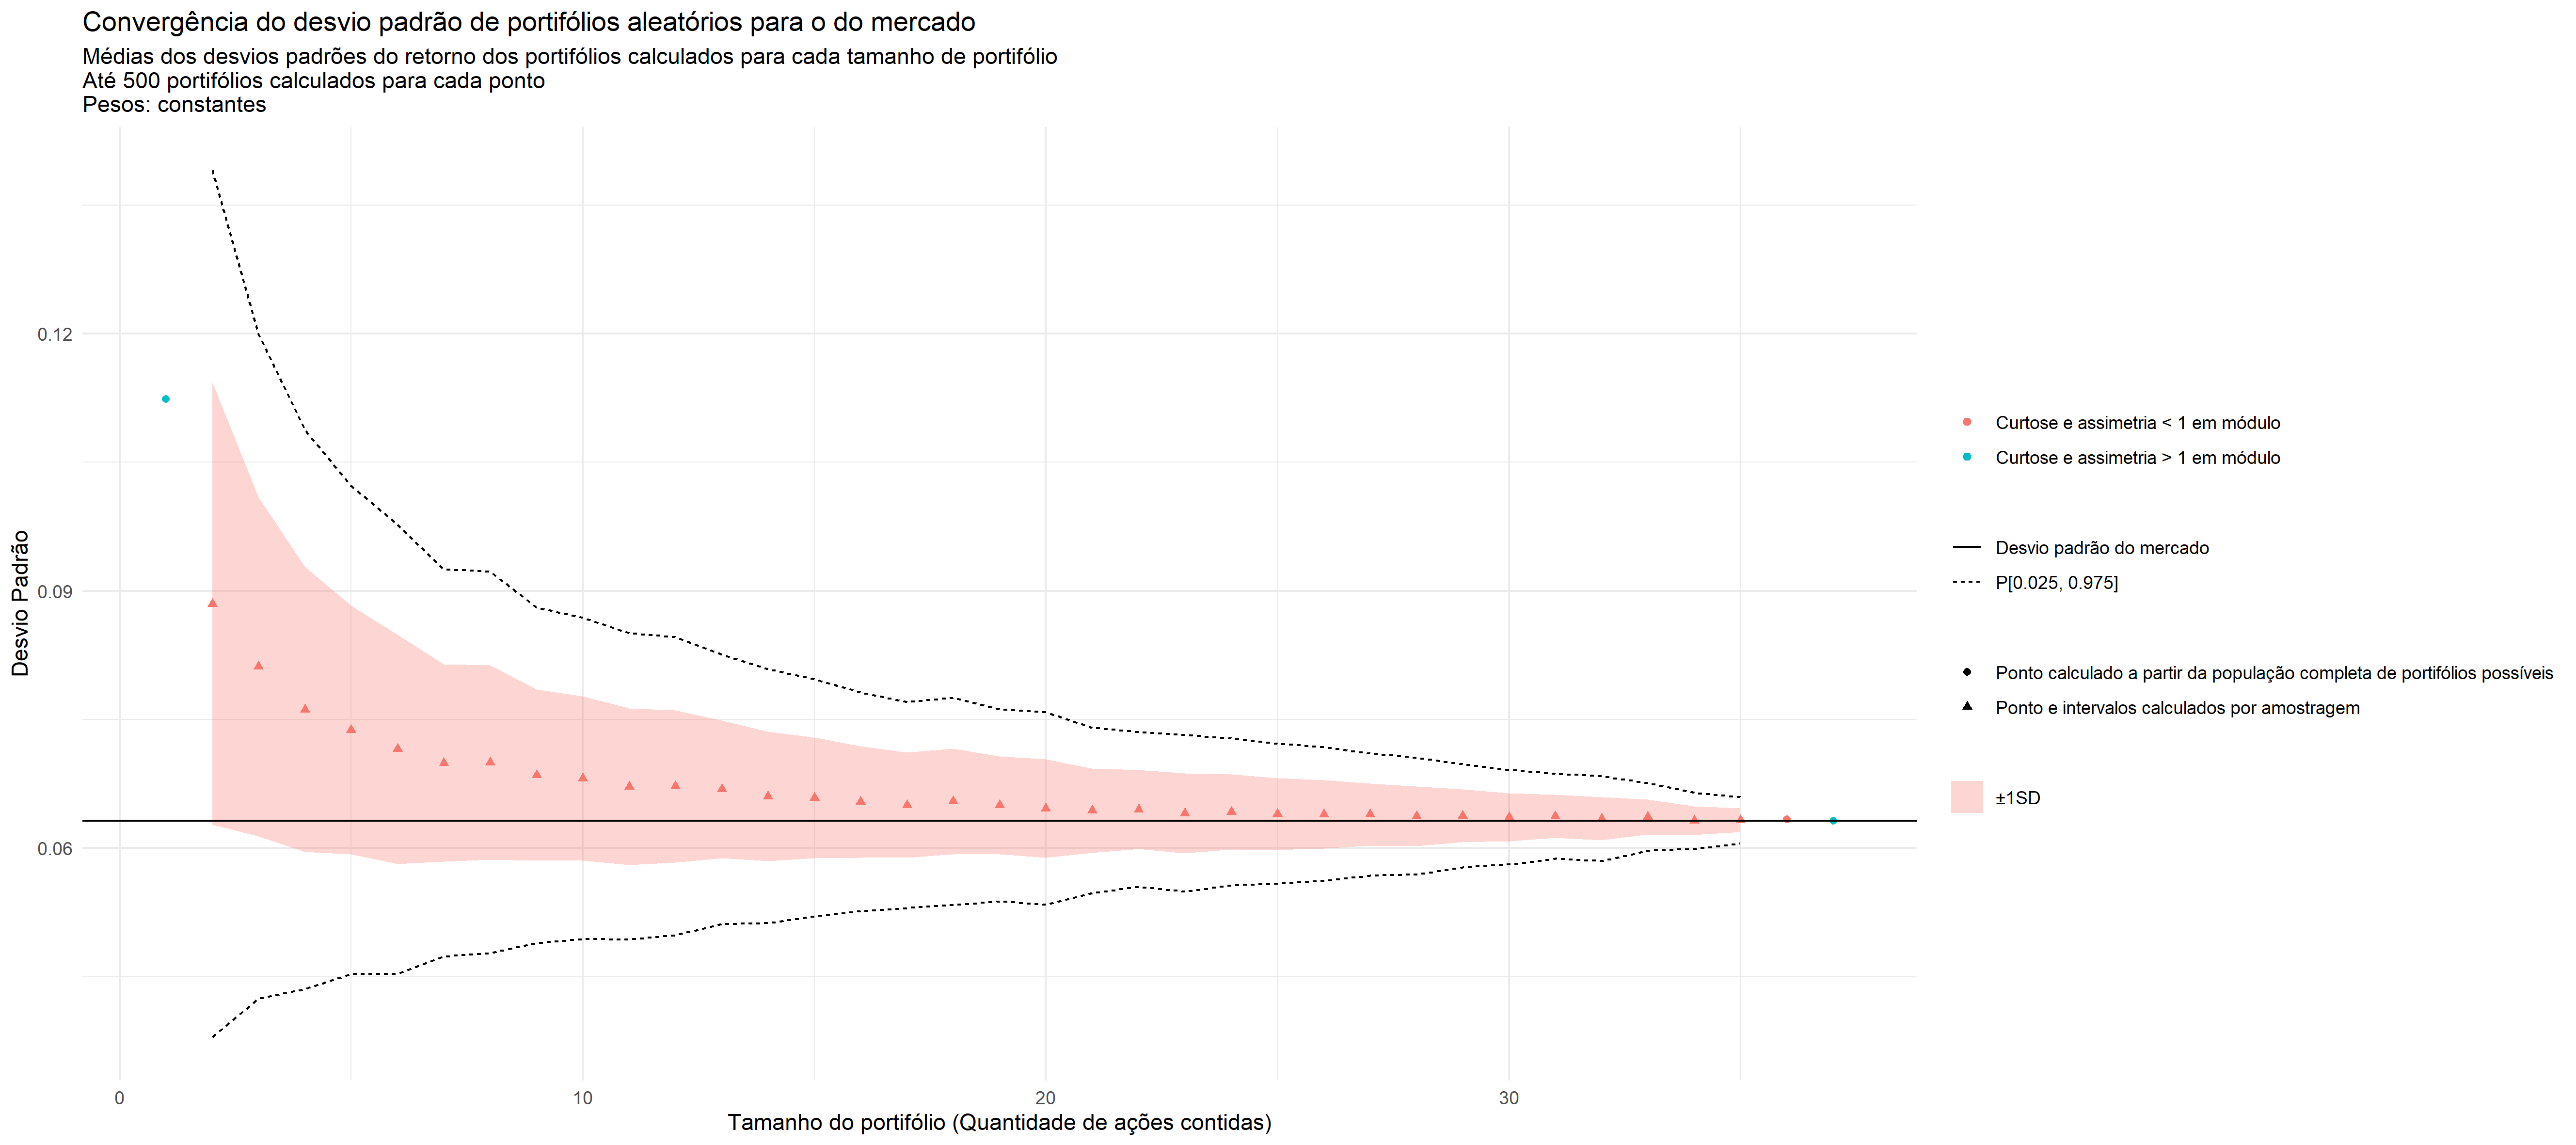 Convergência do desvio padrão de portifólios aleatórios para o do mercado
Médias dos desvios padrões do retorno dos portifólios calculados para cada tamanho de portifólio
Até 500 portifólios calculados para cada ponto
Pesos: constantes
0.12
0.09
0.06
Desvio Padrão
0
10
20
30
Tamanho do portifólio (Quantidade de ações contidas)
Curtose e assimetria < 1 em módulo
Curtose e assimetria > 1 em módulo
Desvio padrão do mercado
P[0.025, 0.975]
Ponto calculado a partir da população completa de portifólios possíveis
Ponto e intervalos calculados por amostragem
±1SD